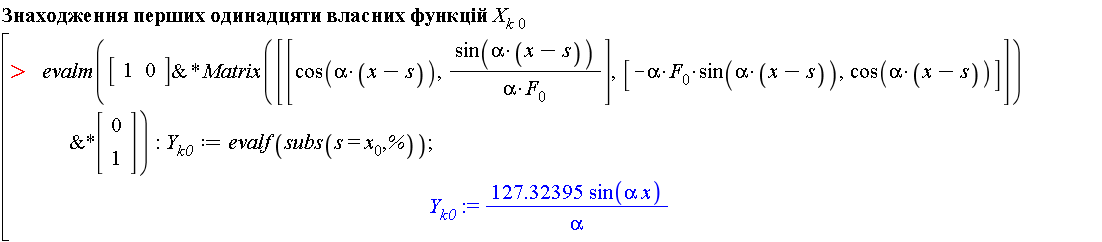 Знаходження перших одинадцяти власних функцій X_{k 0}
> evalm([1 0]&*Matrix([[cos(α·(x−s)), sin(α·(x−s))/(α·F_0)], [−α·F_0·sin(α·(x−s)), cos(α·(x−s))]])
&*[0; 1]) : Y_{k0} := evalf(subs(s=x_0,%));
Y_{k0} := 127.32395 sin(α x)/α